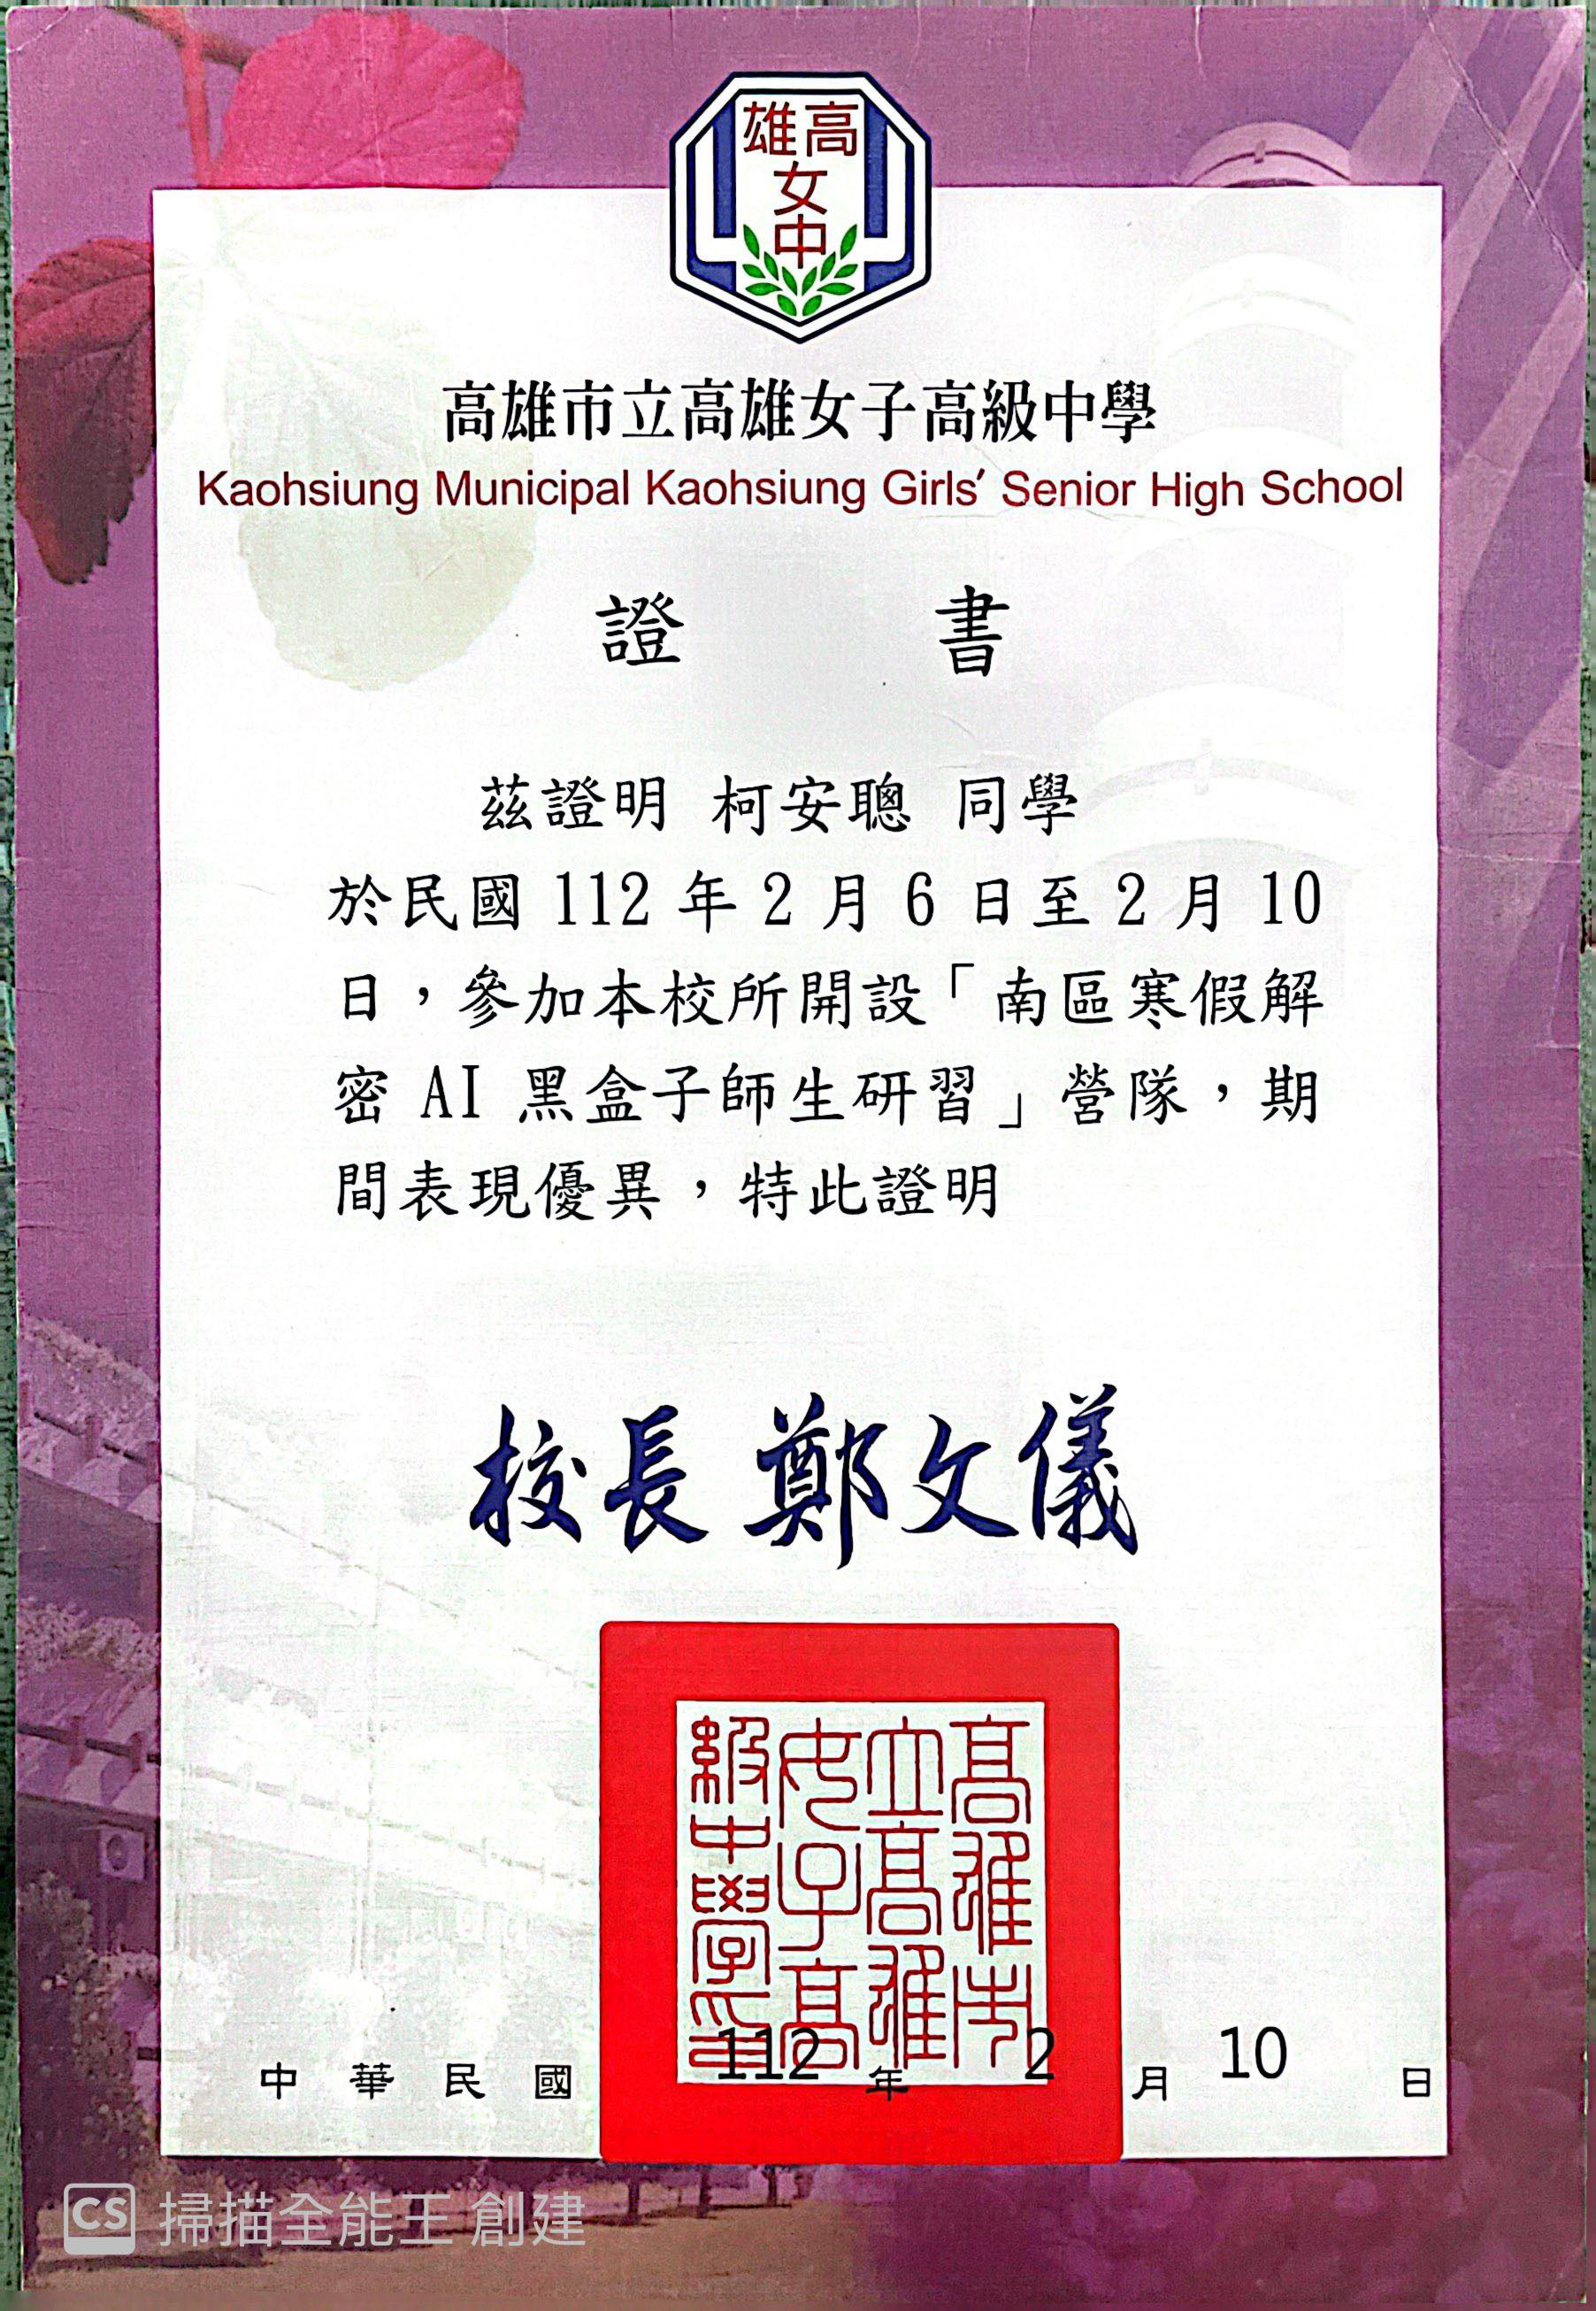 雄高
女
中
高雄市立高雄女子高級中學
Kaohsiung Municipal Kaohsiung Girls' Senior High School
證 書
茲證明 柯安聰 同學
於民國 112 年 2 月 6 日至 2 月 10
日，參加本校所開設「南區寒假解
密 AI 黑盒子師生研習」營隊，期
間表現優異，特此證明
校長 鄭文儀
高雄市
立高雄
女子高
級中學印
中華民國 112 年 2 月 10 日
CS 掃描全能王 創建